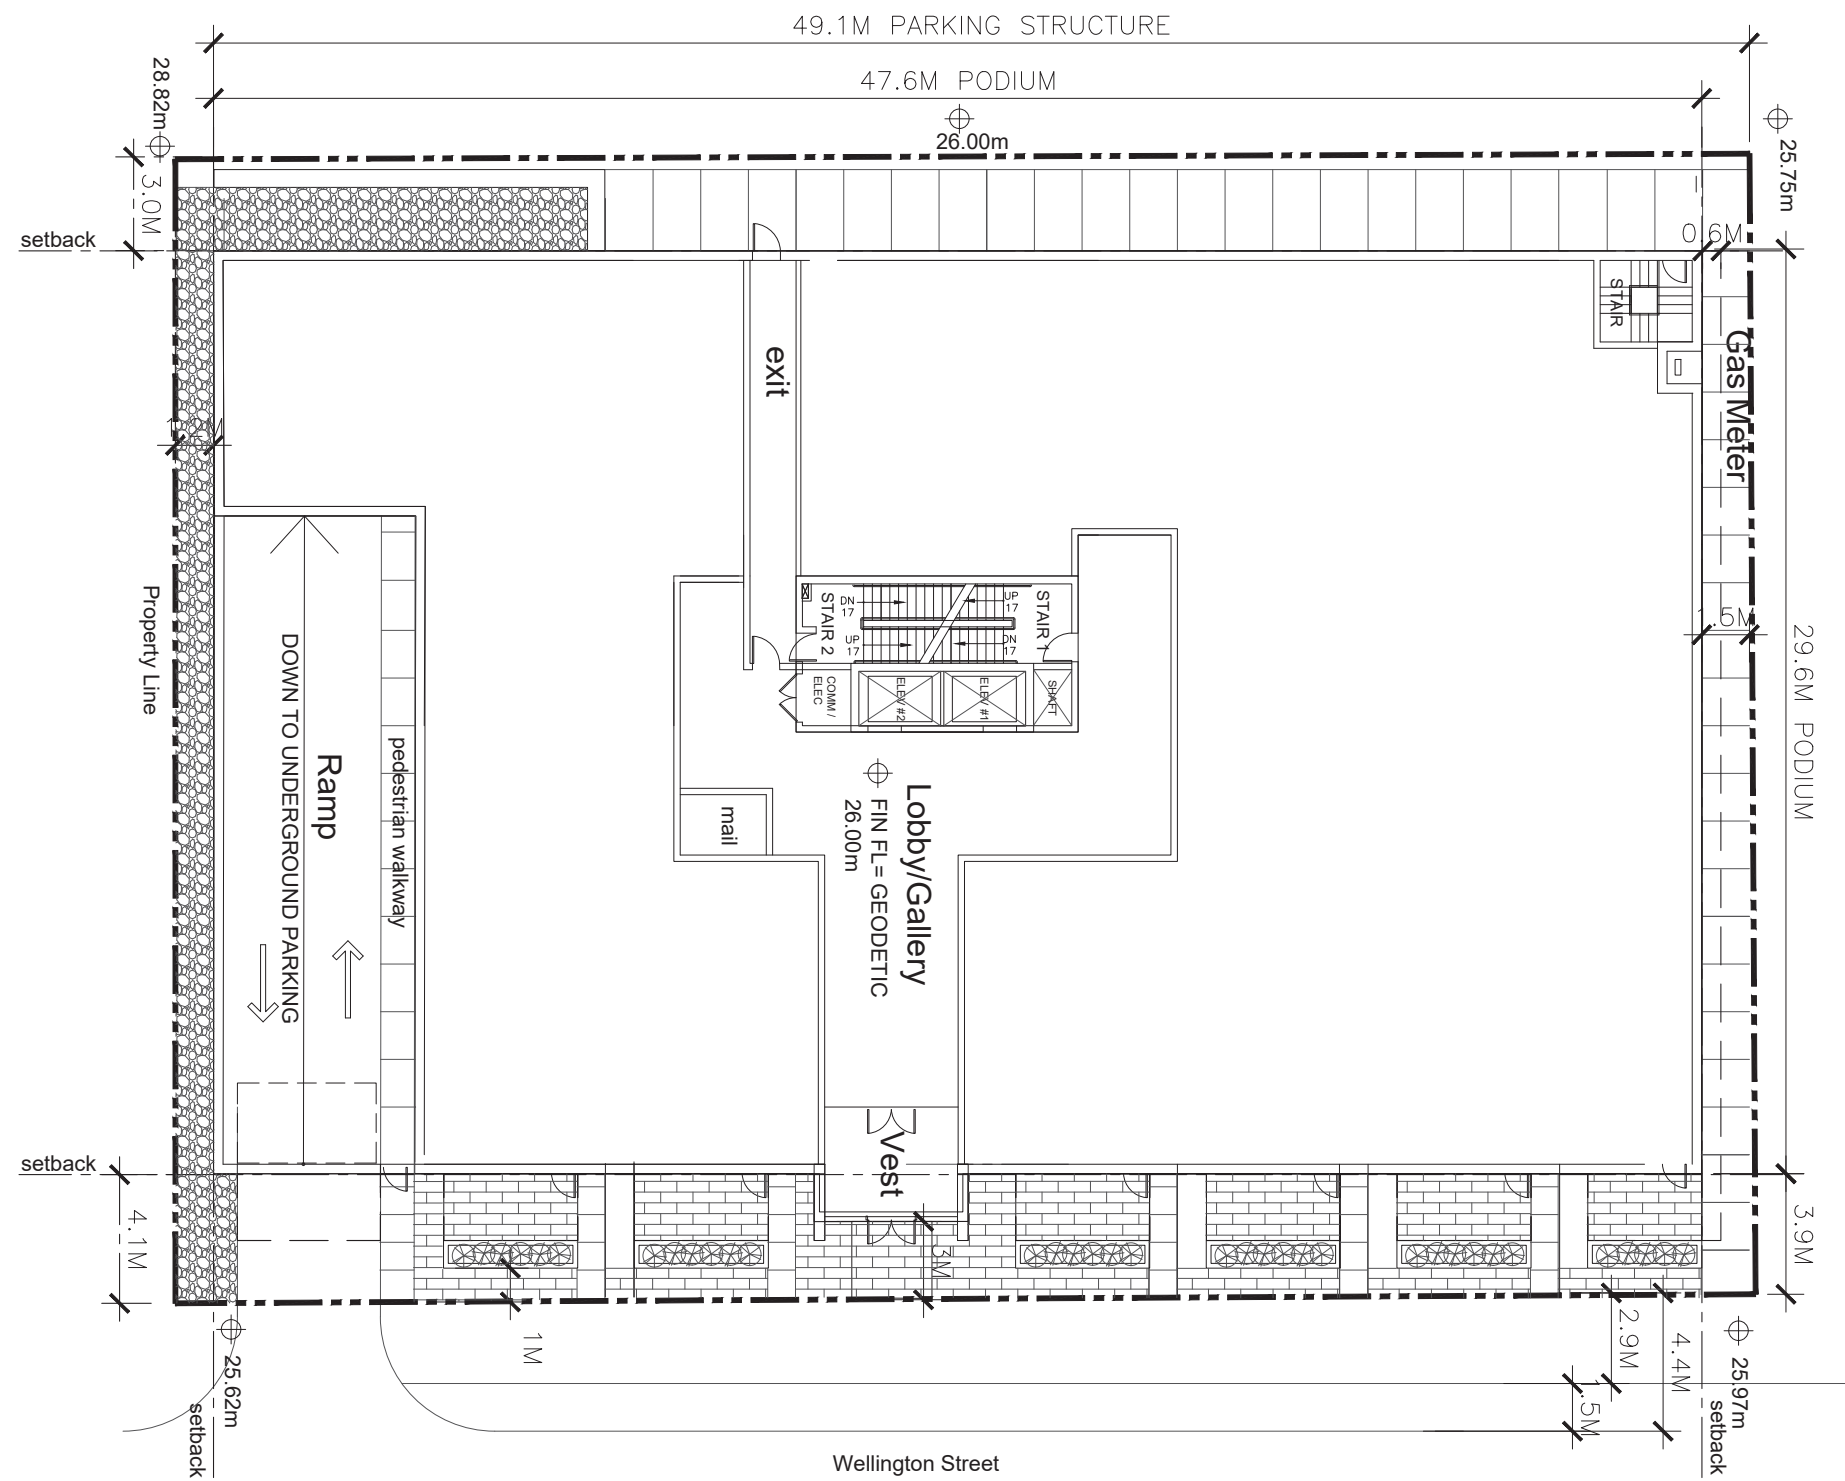 49.1M PARKING STRUCTURE
47.6M PODIUM
28.82m
26.00m
25.75m
3.0M
setback
0.6M
STAIR
Gas Meter
exit
Property Line
1.5M
29.6M PODIUM
STAIR 2
DN
17
UP
17
UP
17
DN
17
STAIR 1
COMM /
ELEC
ELEV #2
ELEV #1
SHAFT
DOWN TO UNDERGROUND PARKING
Ramp
pedestrian walkway
mail
Lobby/Gallery
FIN FL= GEODETIC
26.00m
Vest
setback
4.1M
3M
3.9M
1M
2.9M
4.4M
1.5M
25.62m
setback
25.97m
setback
Wellington Street